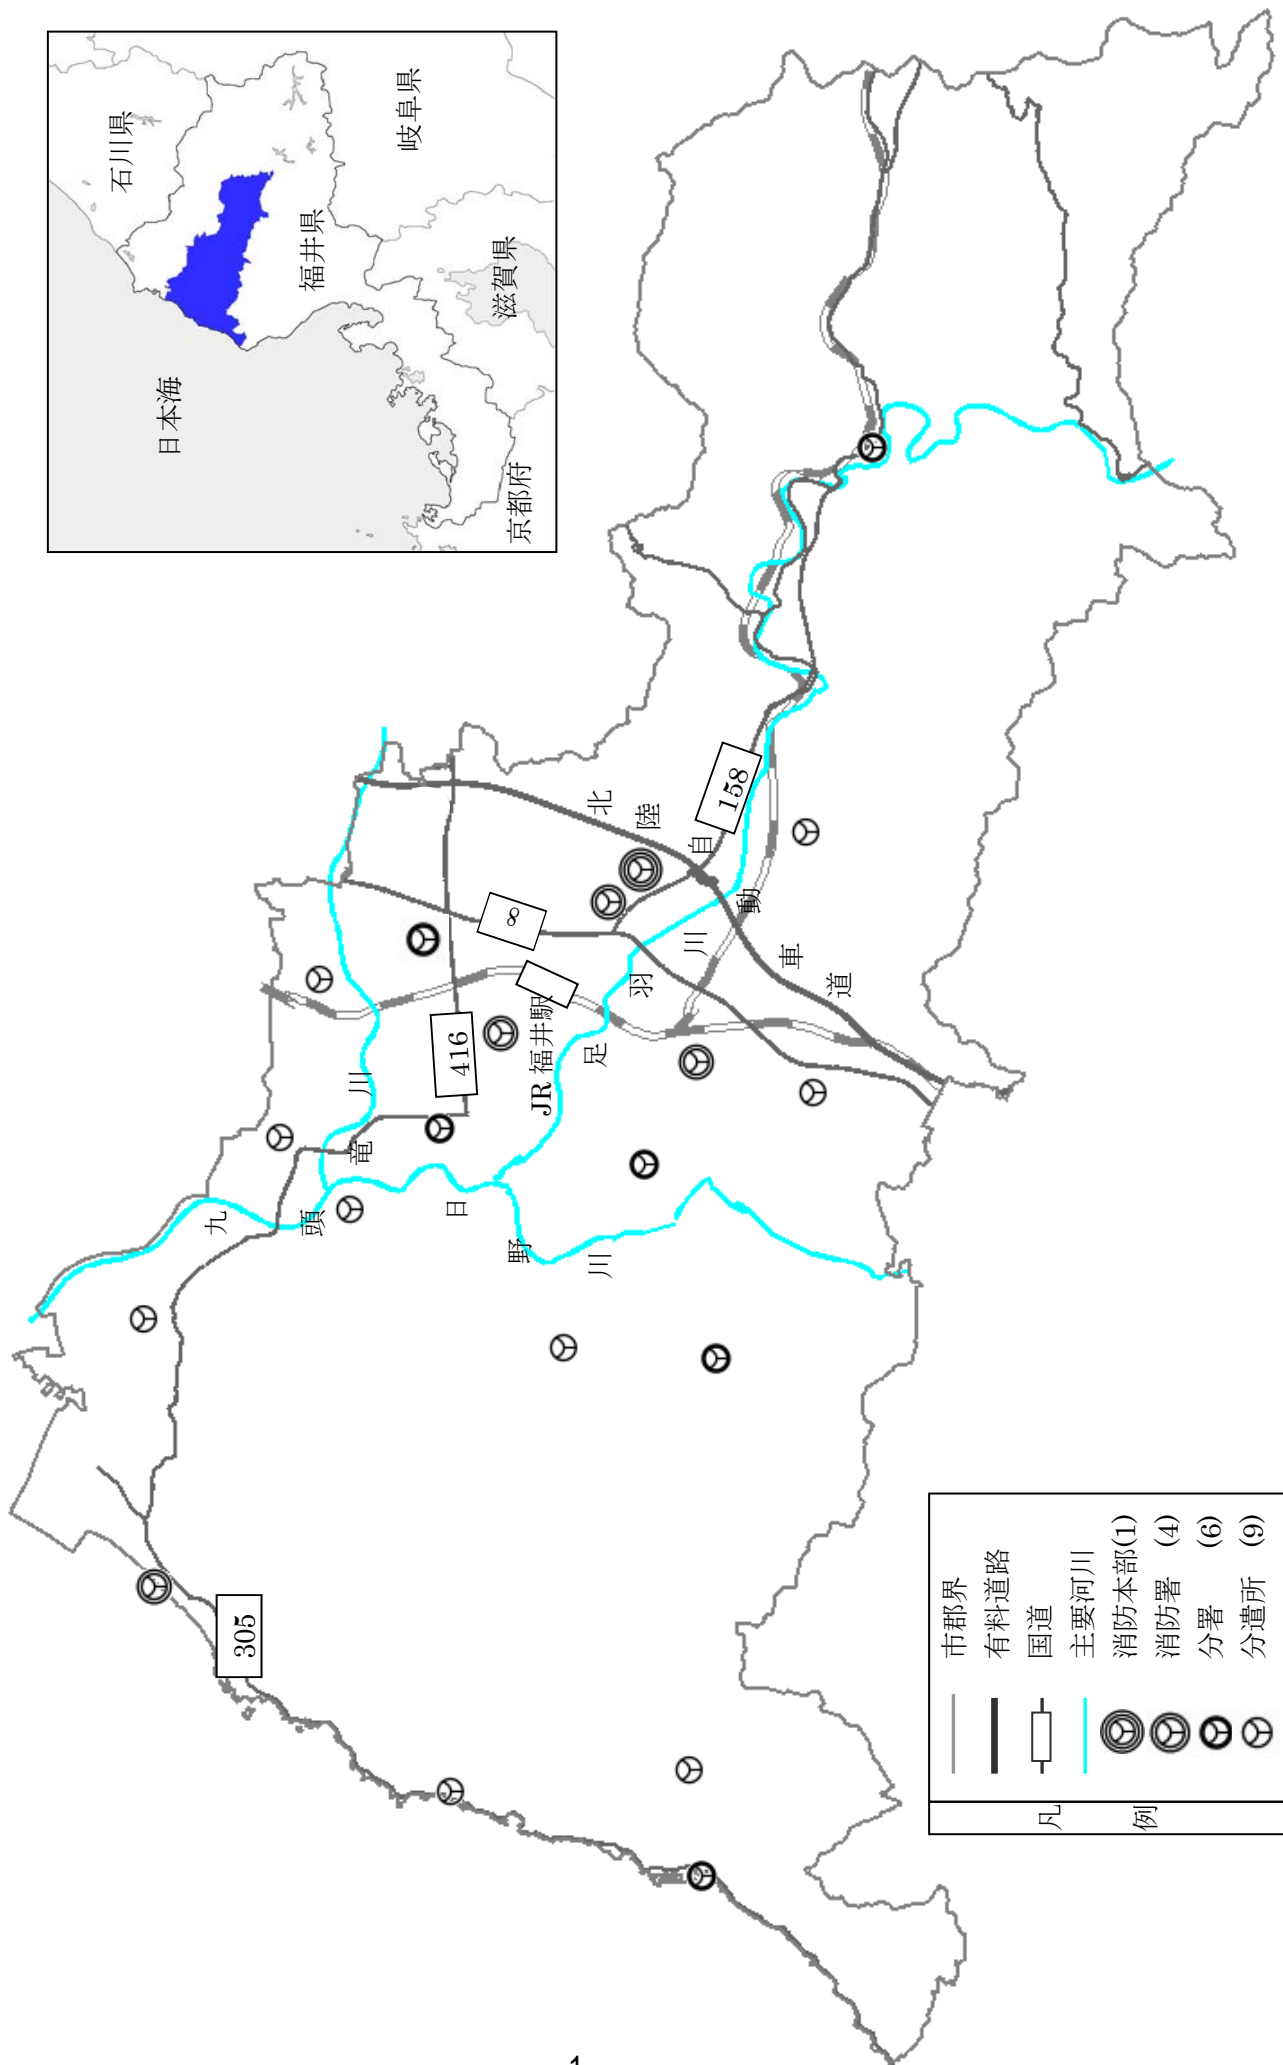 石川県
日本海
福井県
岐阜県
滋賀県
京都府
北陸自動車道
158
8
416
305
JR福井駅
足羽川
九頭竜川
日野川
凡例
市郡界
有料道路
国道
主要河川
消防本部(1)
消防署 (4)
分署 (6)
分遣所 (9)
1